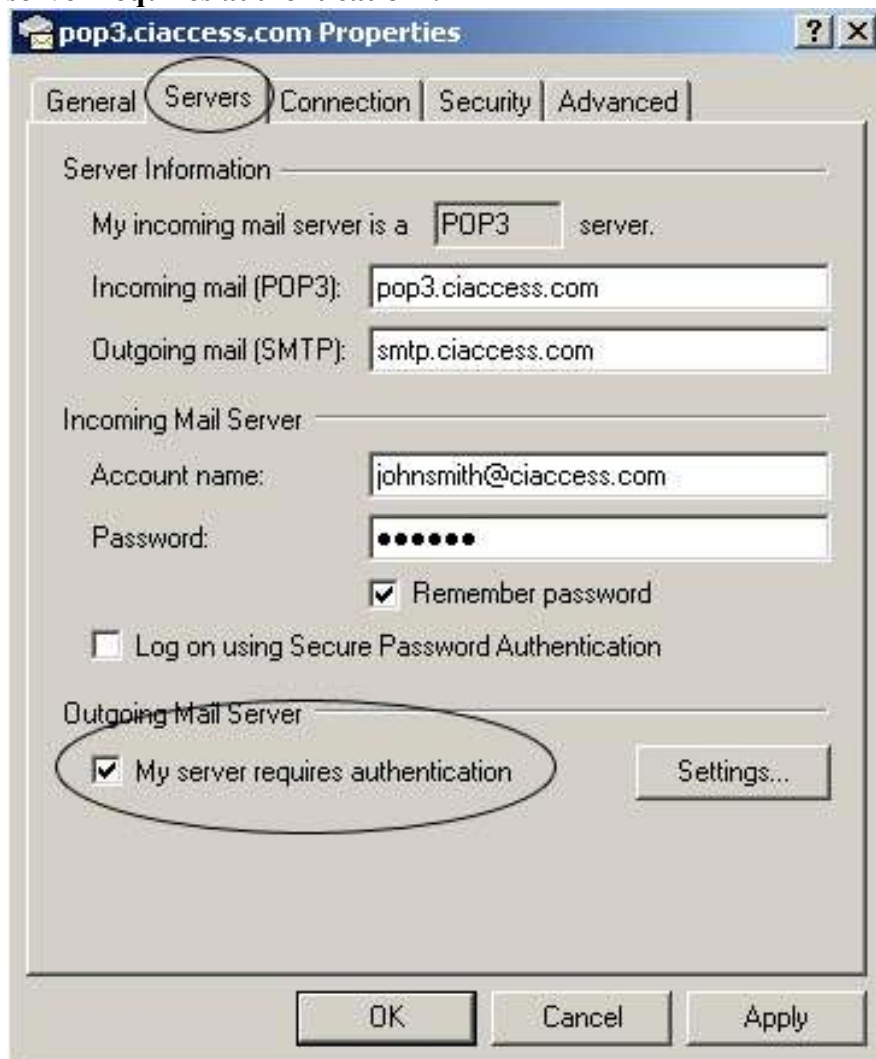 server requires authentication".
pop3.ciaccess.com Properties
General Servers Connection Security Advanced
Server Information
My incoming mail server is a POP3 server.
Incoming mail (POP3): pop3.ciaccess.com
Outgoing mail (SMTP): smtp.ciaccess.com
Incoming Mail Server
Account name: johnsmith@ciaccess.com
Password: ●●●●●●
Remember password
Log on using Secure Password Authentication
Outgoing Mail Server
My server requires authentication Settings...
OK Cancel Apply